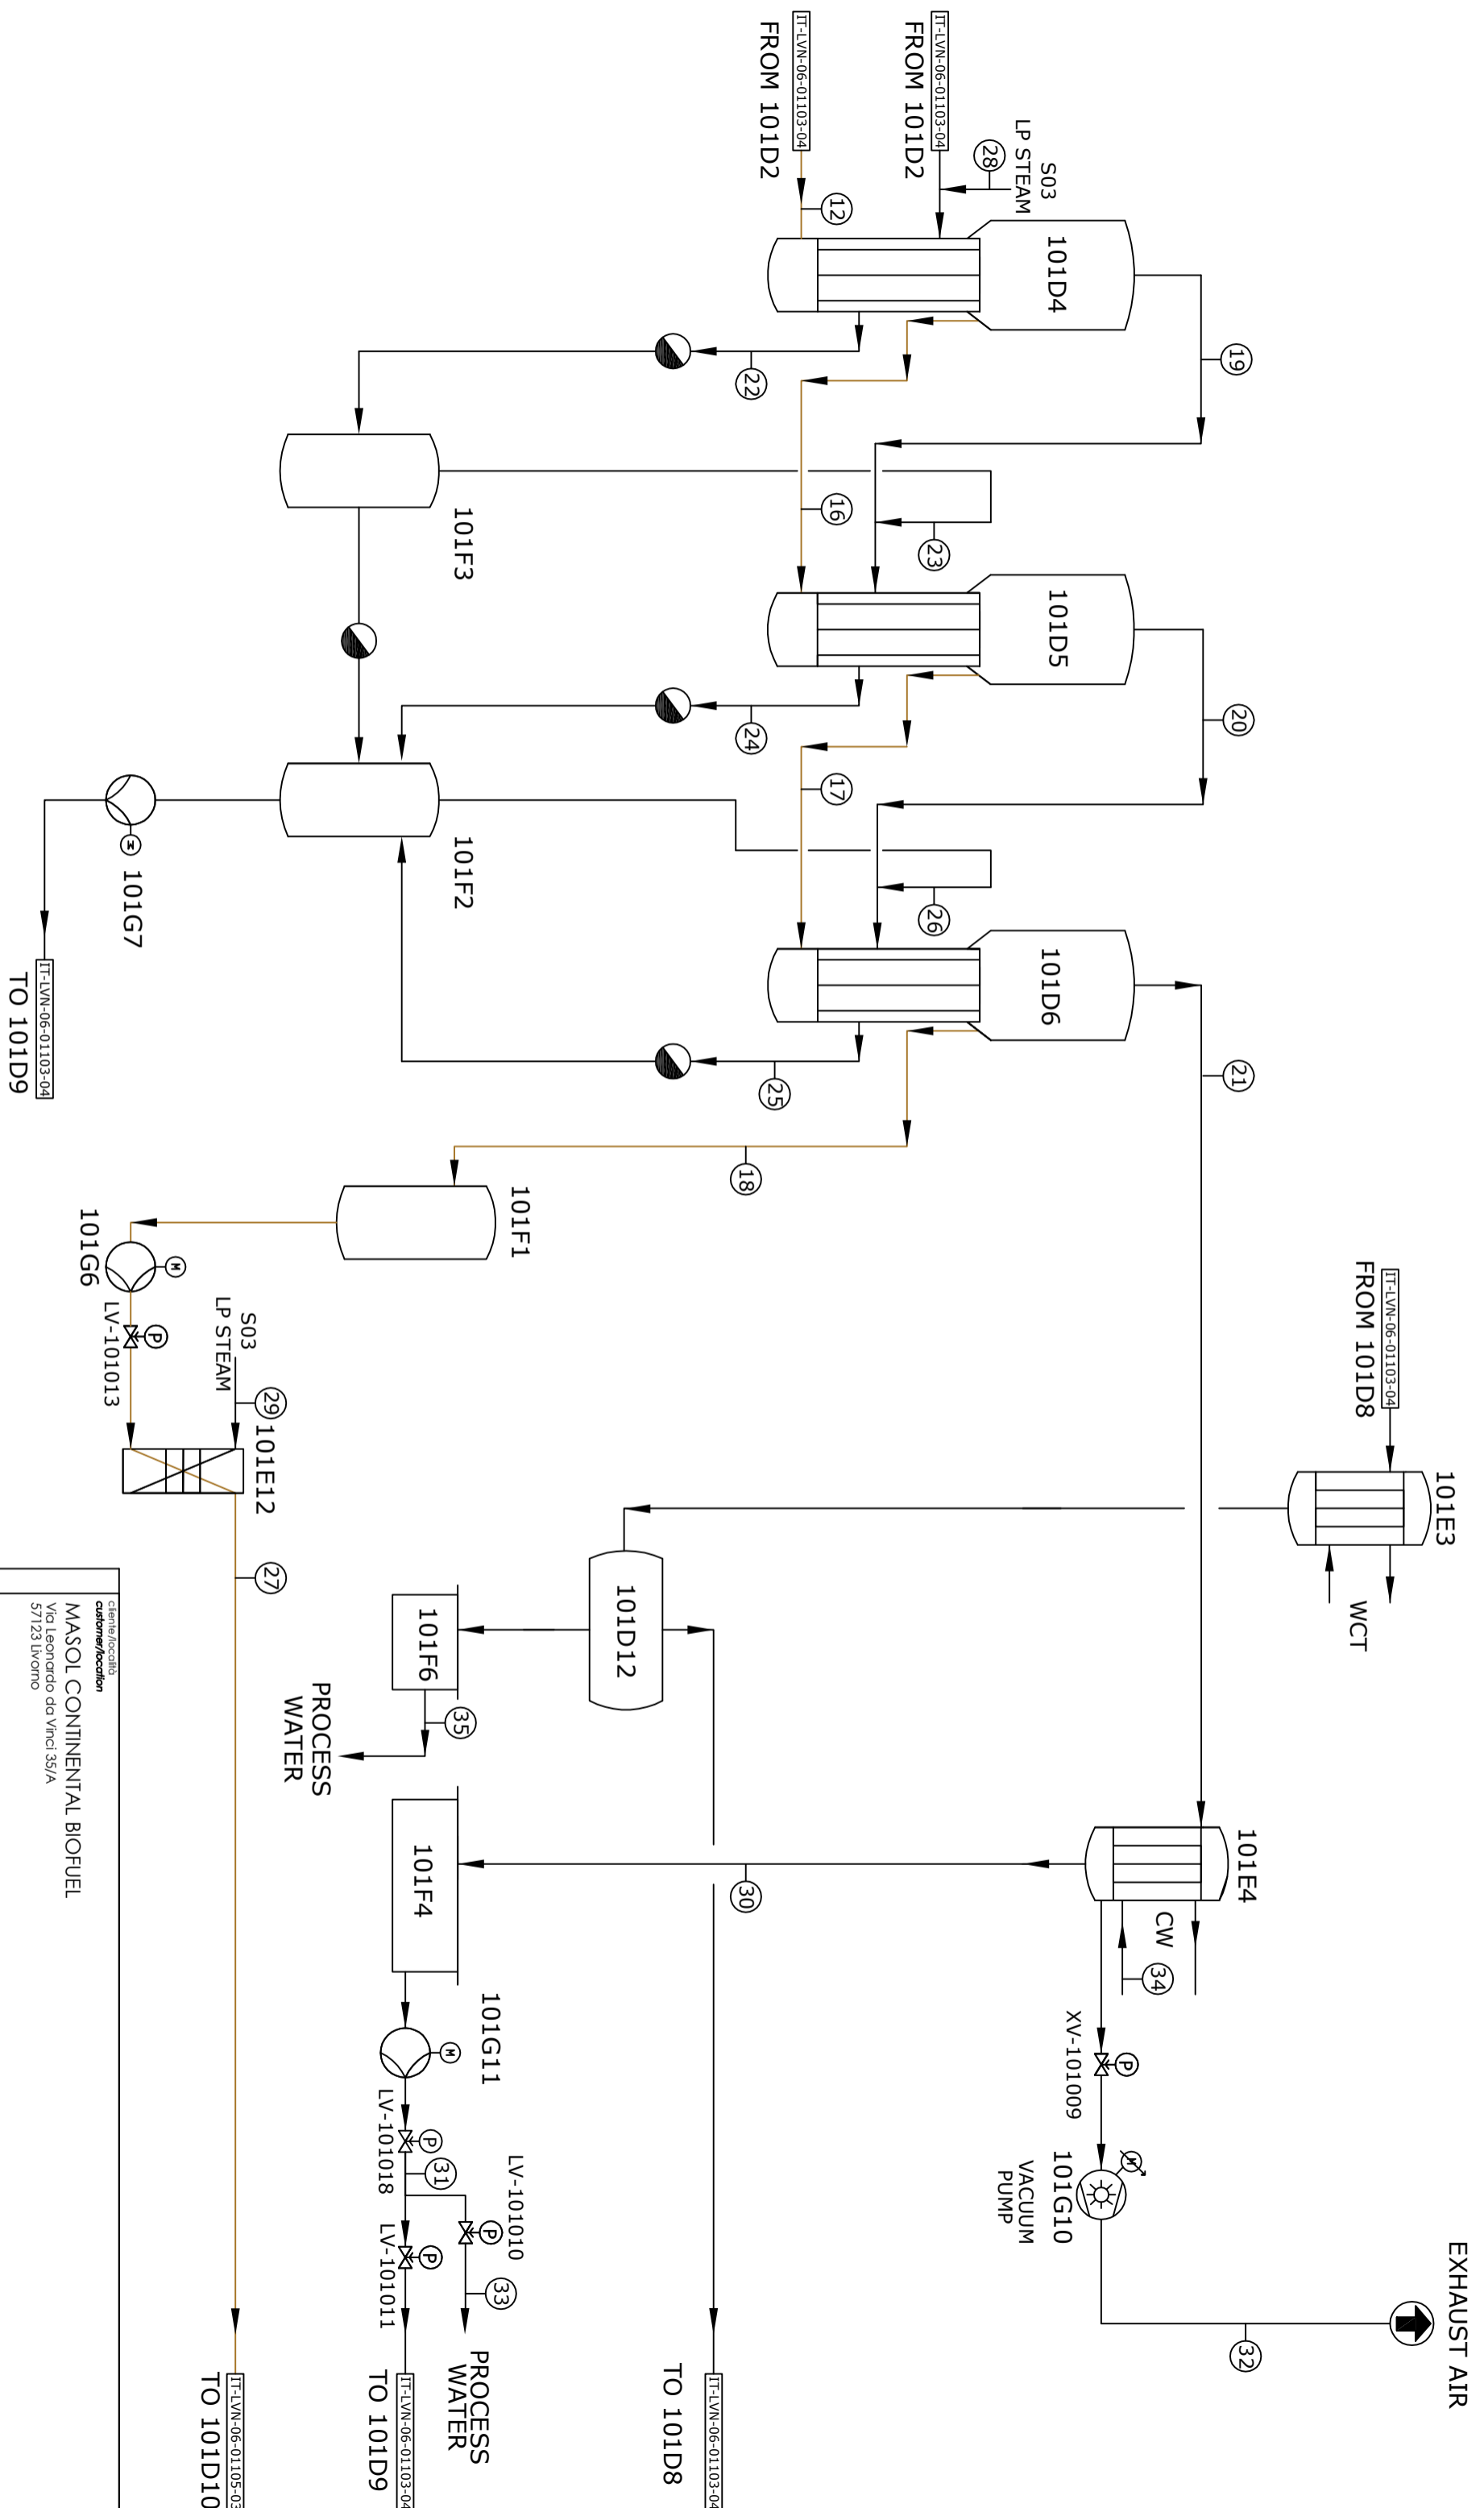 EXHAUST AIR
IT-LVN-06-01103-04
FROM 101D8
101E3
WCT
101E4
CW
34
XV-101009
P
M
101G10
VACUUM
PUMP
32
19
20
21
S03
LP STEAM
28
IT-LVN-06-01103-04
FROM 101D2
101D4
101D5
101D6
23
26
IT-LVN-06-01103-04
FROM 101D2
12
16
17
22
24
25
18
30
101D12
IT-LVN-06-01103-04
TO 101D8
101F3
101F2
101F1
101F6
35
PROCESS
WATER
101F4
101G11
M
LV-101018
P
31
LV-101010
P
33
PROCESS
WATER
LV-101011
P
IT-LVN-06-01103-04
TO 101D9
101G7
M
IT-LVN-06-01103-04
TO 101D9
101G6
M
LV-101013
P
S03
LP STEAM
29
101E12
27
IT-LVN-06-01105-03
TO 101D10
cliente/località
customer/location
MASOL CONTINENTAL BIOFUEL
Via Leonardo da Vinci 35/A
57123 Livorno